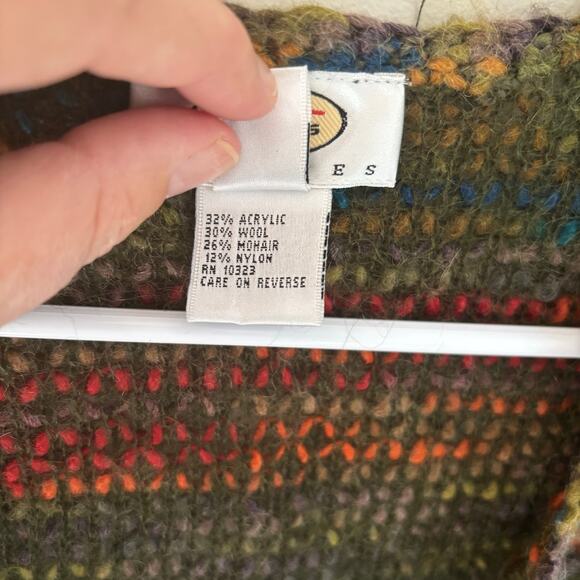 E S
32% ACRYLIC
30% WOOL
26% MOHAIR
12% NYLON
RN 10323
CARE ON REVERSE